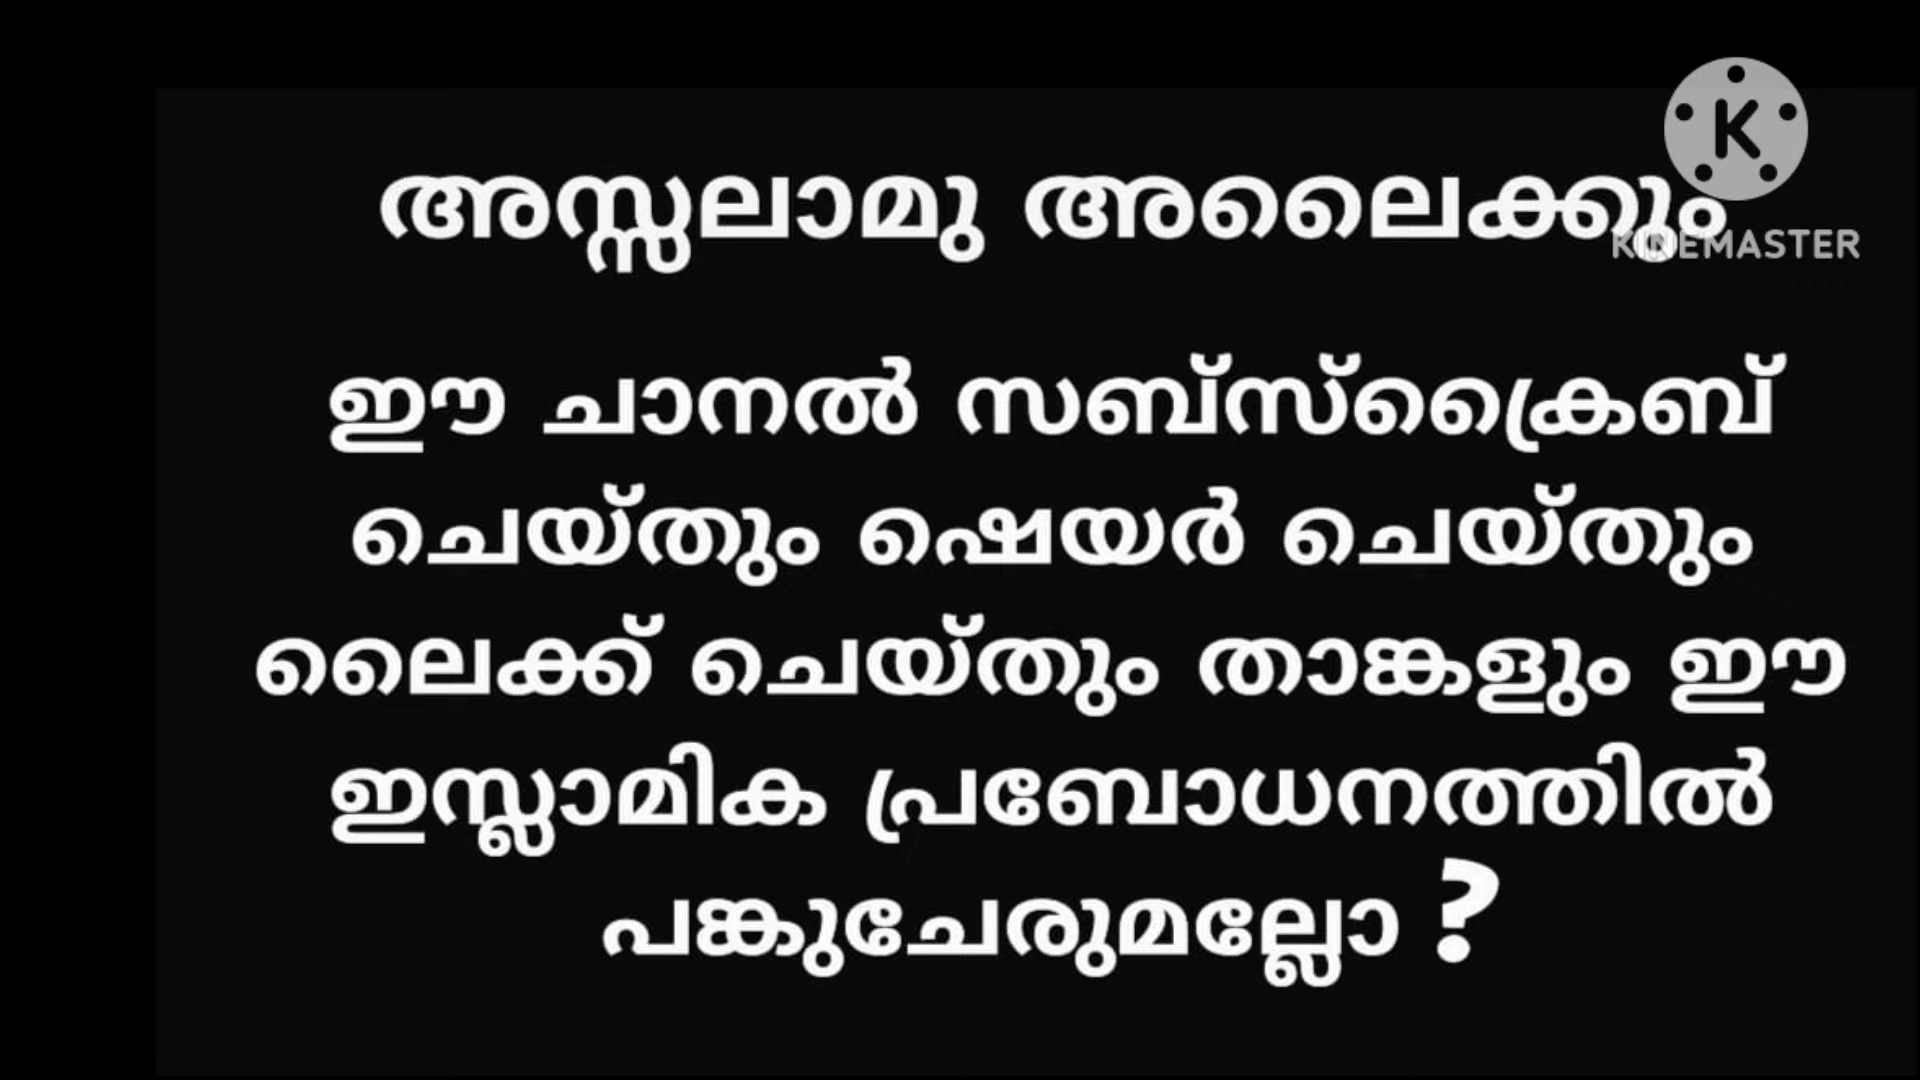 അസ്സലാമു അലൈക്കും
K
KINEMASTER
ഈ ചാനൽ സബ്സ്ക്രൈബ്
ചെയ്തും ഷെയർ ചെയ്തും
ലൈക്ക് ചെയ്തും താങ്കളും ഈ
ഇസ്ലാമിക പ്രബോധനത്തിൽ
പങ്കുചേരുമല്ലോ ?